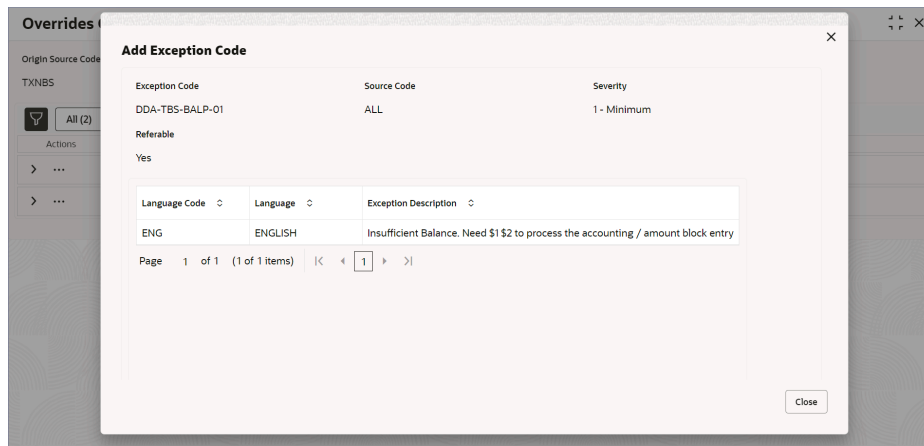 Overrides
Add Exception Code
Origin Source Code
TXNBS
All (2)
Actions
Exception Code Source Code Severity
DDA-TBS-BALP-01 ALL 1 - Minimum
Referable
Yes
Language Code Language Exception Description
ENG ENGLISH Insufficient Balance. Need $1$2 to process the accounting / amount block entry
Page 1 of 1 (1 of 1 items) 1
Close